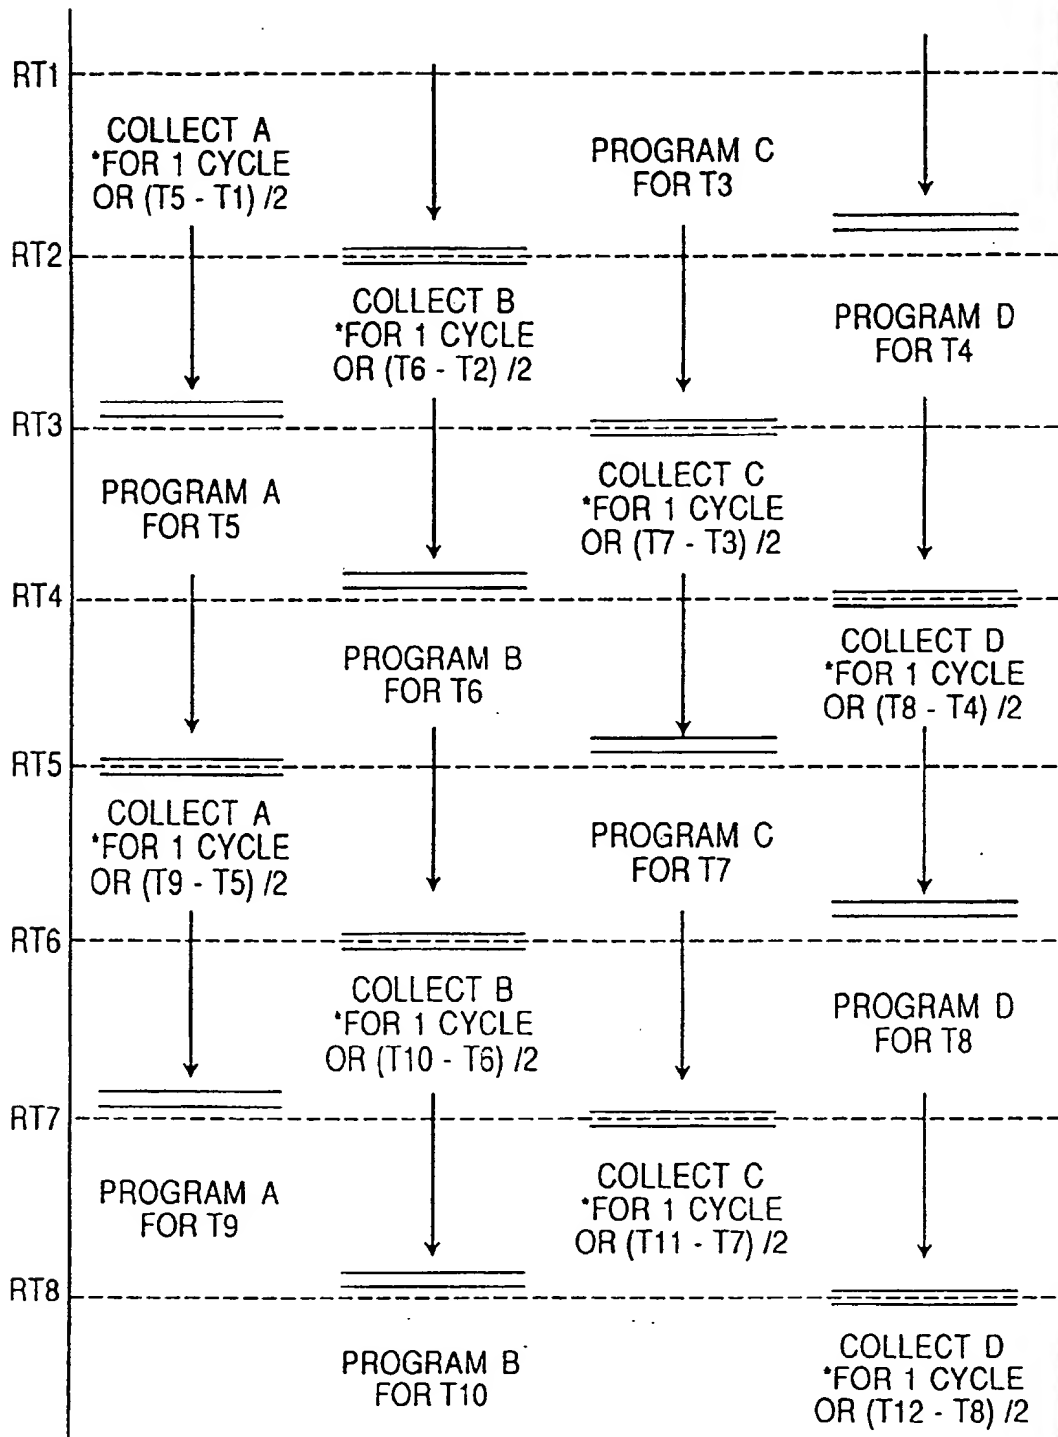 RT1
COLLECT A
*FOR 1 CYCLE
OR (T5 - T1) /2
PROGRAM C
FOR T3
RT2
COLLECT B
*FOR 1 CYCLE
OR (T6 - T2) /2
PROGRAM D
FOR T4
RT3
PROGRAM A
FOR T5
COLLECT C
*FOR 1 CYCLE
OR (T7 - T3) /2
RT4
PROGRAM B
FOR T6
COLLECT D
*FOR 1 CYCLE
OR (T8 - T4) /2
RT5
COLLECT A
*FOR 1 CYCLE
OR (T9 - T5) /2
PROGRAM C
FOR T7
RT6
COLLECT B
*FOR 1 CYCLE
OR (T10 - T6) /2
PROGRAM D
FOR T8
RT7
PROGRAM A
FOR T9
COLLECT C
*FOR 1 CYCLE
OR (T11 - T7) /2
RT8
PROGRAM B
FOR T10
COLLECT D
*FOR 1 CYCLE
OR (T12 - T8) /2